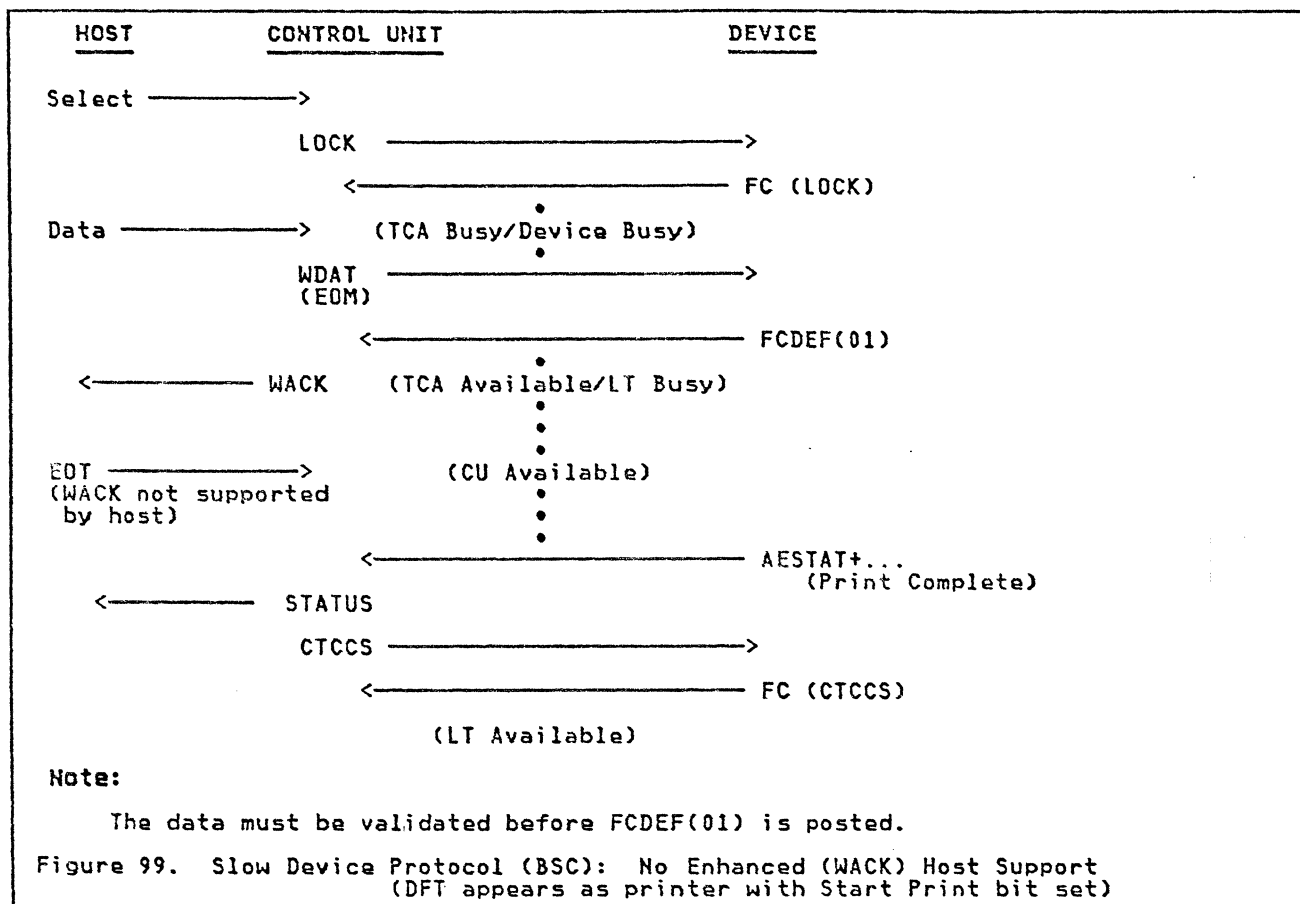 HOST CONTROL UNIT DEVICE
Select
LOCK
FC (LOCK)
Data (TCA Busy/Device Busy)
WDAT
(EOM)
FCDEF(01)
WACK (TCA Available/LT Busy)
EOT (CU Available)
(WACK not supported
by host)
AESTAT+...
(Print Complete)
STATUS
CTCCS
FC (CTCCS)
(LT Available)
Note:
The data must be validated before FCDEF(01) is posted.
Figure 99. Slow Device Protocol (BSC): No Enhanced (WACK) Host Support
(DFT appears as printer with Start Print bit set)